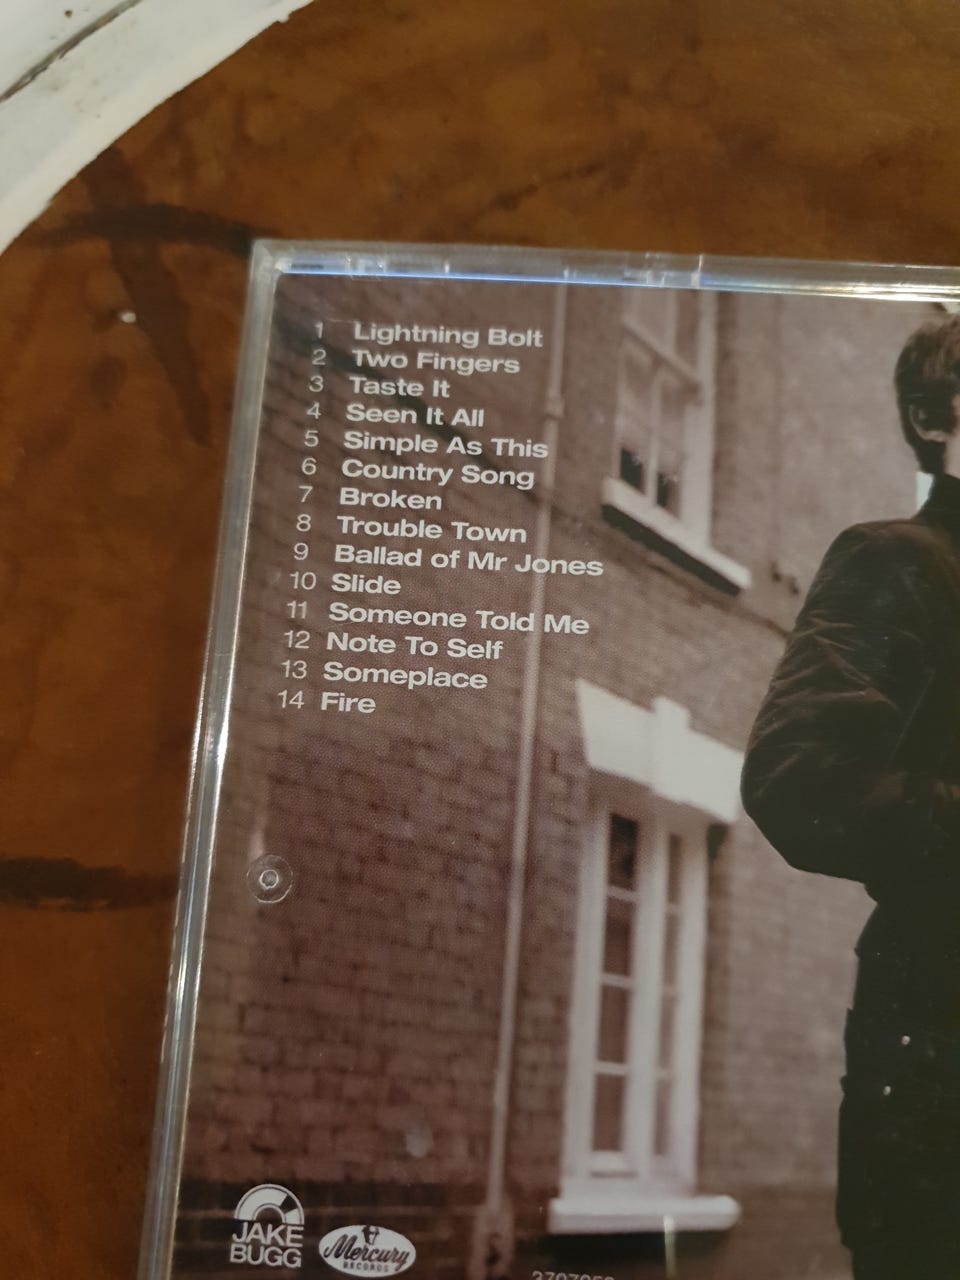 1 Lightning Bolt
2 Two Fingers
3 Taste It
4 Seen It All
5 Simple As This
6 Country Song
7 Broken
8 Trouble Town
9 Ballad of Mr Jones
10 Slide
11 Someone Told Me
12 Note To Self
13 Someplace
14 Fire
JAKE
BUGG
Mercury
RECORDS